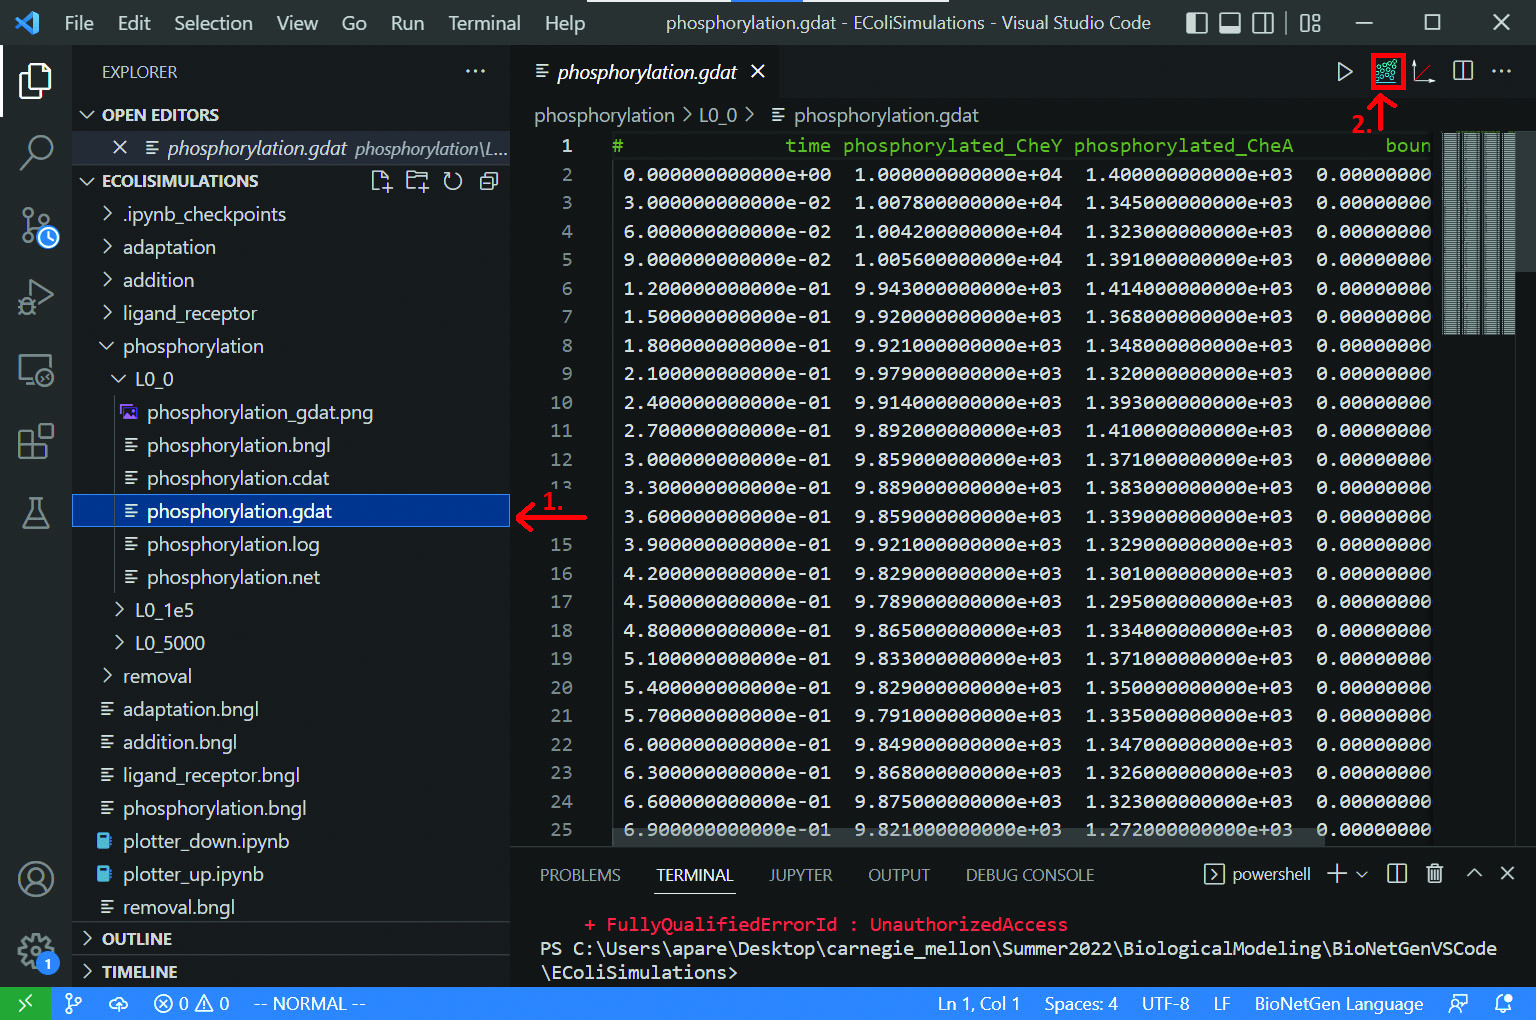 File Edit Selection View Go Run Terminal Help phosphorylation.gdat - EColiSimulations - Visual Studio Code
EXPLORER
OPEN EDITORS
phosphorylation.gdat phosphorylation\L...
ECOLISIMULATIONS
.ipynb_checkpoints
adaptation
addition
ligand_receptor
phosphorylation
L0_0
phosphorylation_gdat.png
phosphorylation.bngl
phosphorylation.cdat
phosphorylation.gdat
phosphorylation.log
phosphorylation.net
L0_1e5
L0_5000
removal
adaptation.bngl
addition.bngl
ligand_receptor.bngl
phosphorylation.bngl
plotter_down.ipynb
plotter_up.ipynb
removal.bngl
OUTLINE
TIMELINE
1
phosphorylation.gdat
phosphorylation > L0_0 > phosphorylation.gdat
2.
1 # time phosphorylated_CheY phosphorylated_CheA boun
2 0.000000000000e+00 1.000000000000e+04 1.400000000000e+03 0.00000000
3 3.000000000000e-02 1.007800000000e+04 1.345000000000e+03 0.00000000
4 6.000000000000e-02 1.004200000000e+04 1.323000000000e+03 0.00000000
5 9.000000000000e-02 1.005600000000e+04 1.391000000000e+03 0.00000000
6 1.200000000000e-01 9.943000000000e+03 1.414000000000e+03 0.00000000
7 1.500000000000e-01 9.920000000000e+03 1.368000000000e+03 0.00000000
8 1.800000000000e-01 9.921000000000e+03 1.348000000000e+03 0.00000000
9 2.100000000000e-01 9.979000000000e+03 1.320000000000e+03 0.00000000
10 2.400000000000e-01 9.914000000000e+03 1.393000000000e+03 0.00000000
11 2.700000000000e-01 9.892000000000e+03 1.410000000000e+03 0.00000000
12 3.000000000000e-01 9.859000000000e+03 1.371000000000e+03 0.00000000
13 3.300000000000e-01 9.889000000000e+03 1.383000000000e+03 0.00000000
1.
3.600000000000e-01 9.859000000000e+03 1.339000000000e+03 0.00000000
15 3.900000000000e-01 9.921000000000e+03 1.329000000000e+03 0.00000000
16 4.200000000000e-01 9.829000000000e+03 1.301000000000e+03 0.00000000
17 4.500000000000e-01 9.789000000000e+03 1.295000000000e+03 0.00000000
18 4.800000000000e-01 9.865000000000e+03 1.334000000000e+03 0.00000000
19 5.100000000000e-01 9.833000000000e+03 1.371000000000e+03 0.00000000
20 5.400000000000e-01 9.829000000000e+03 1.350000000000e+03 0.00000000
21 5.700000000000e-01 9.791000000000e+03 1.335000000000e+03 0.00000000
22 6.000000000000e-01 9.849000000000e+03 1.347000000000e+03 0.00000000
23 6.300000000000e-01 9.868000000000e+03 1.326000000000e+03 0.00000000
24 6.600000000000e-01 9.875000000000e+03 1.323000000000e+03 0.00000000
25 6.900000000000e-01 9.821000000000e+03 1.272000000000e+03 0.00000000
PROBLEMS TERMINAL JUPYTER OUTPUT DEBUG CONSOLE powershell
+ FullyQualifiedErrorId : UnauthorizedAccess
PS C:\Users\apare\Desktop\carnegie_mellon\Summer2022\BiologicalModeling\BioNetGenVSCode
\EColiSimulations>
0 0 -- NORMAL -- Ln 1, Col 1 Spaces: 4 UTF-8 LF BioNetGen Language